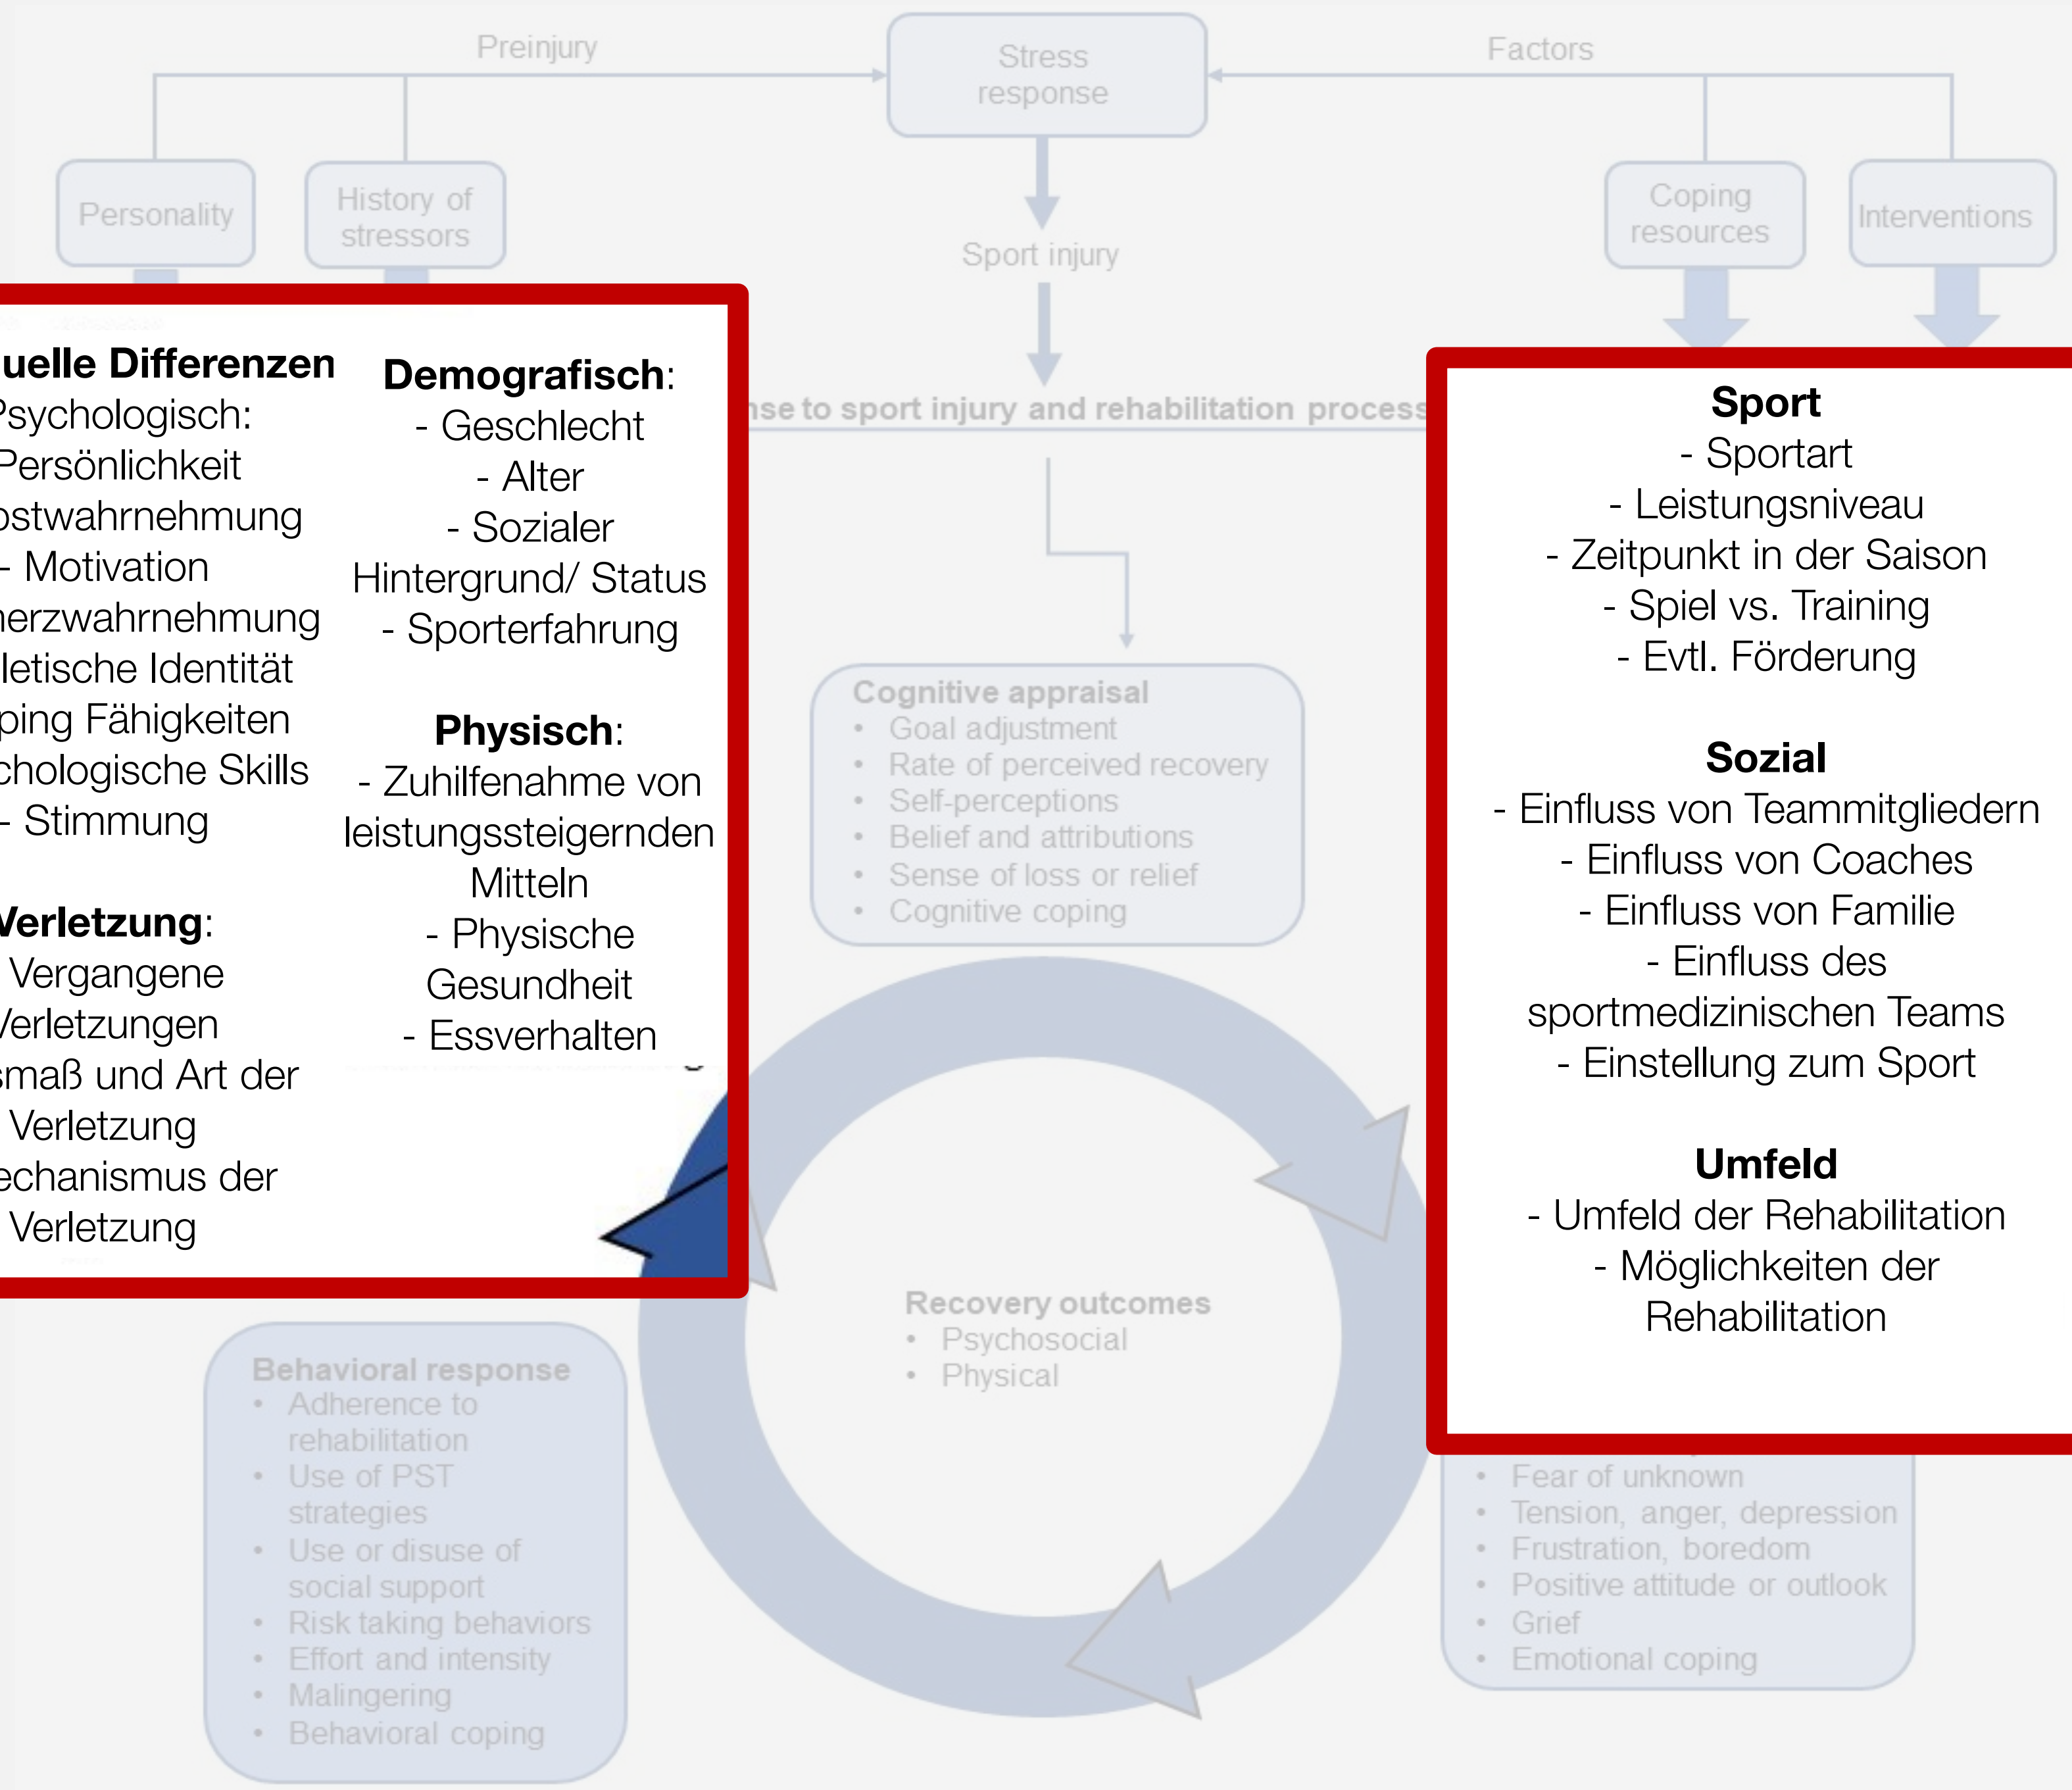 Preinjury
Stress
response
Factors
Personality
History of
stressors
Sport injury
Coping
resources
Interventions
uelle Differenzen
Psychologisch:
Persönlichkeit
ostwahrnehmung
- Motivation
nerzwahrnehmung
letische Identität
ping Fähigkeiten
chologische Skills
- Stimmung
Verletzung:
Vergangene
Verletzungen
smaß und Art der
Verletzung
echanismus der
Verletzung
Demografisch:
- Geschlecht
- Alter
- Sozialer
Hintergrund/ Status
- Sporterfahrung
Physisch:
- Zuhilfenahme von
leistungssteigernden
Mitteln
- Physische
Gesundheit
- Essverhalten
nse to sport injury and rehabilitation process
Cognitive appraisal
• Goal adjustment
• Rate of perceived recovery
• Self-perceptions
• Belief and attributions
• Sense of loss or relief
• Cognitive coping
Sport
- Sportart
- Leistungsniveau
- Zeitpunkt in der Saison
- Spiel vs. Training
- Evtl. Förderung
Sozial
- Einfluss von Teammitgliedern
- Einfluss von Coaches
- Einfluss von Familie
- Einfluss des
sportmedizinischen Teams
- Einstellung zum Sport
Umfeld
- Umfeld der Rehabilitation
- Möglichkeiten der
Rehabilitation
Recovery outcomes
• Psychosocial
• Physical
Behavioral response
• Adherence to
rehabilitation
• Use of PST
strategies
• Use or disuse of
social support
• Risk taking behaviors
• Effort and intensity
• Malingering
• Behavioral coping
• Fear of unknown
• Tension, anger, depression
• Frustration, boredom
• Positive attitude or outlook
• Grief
• Emotional coping